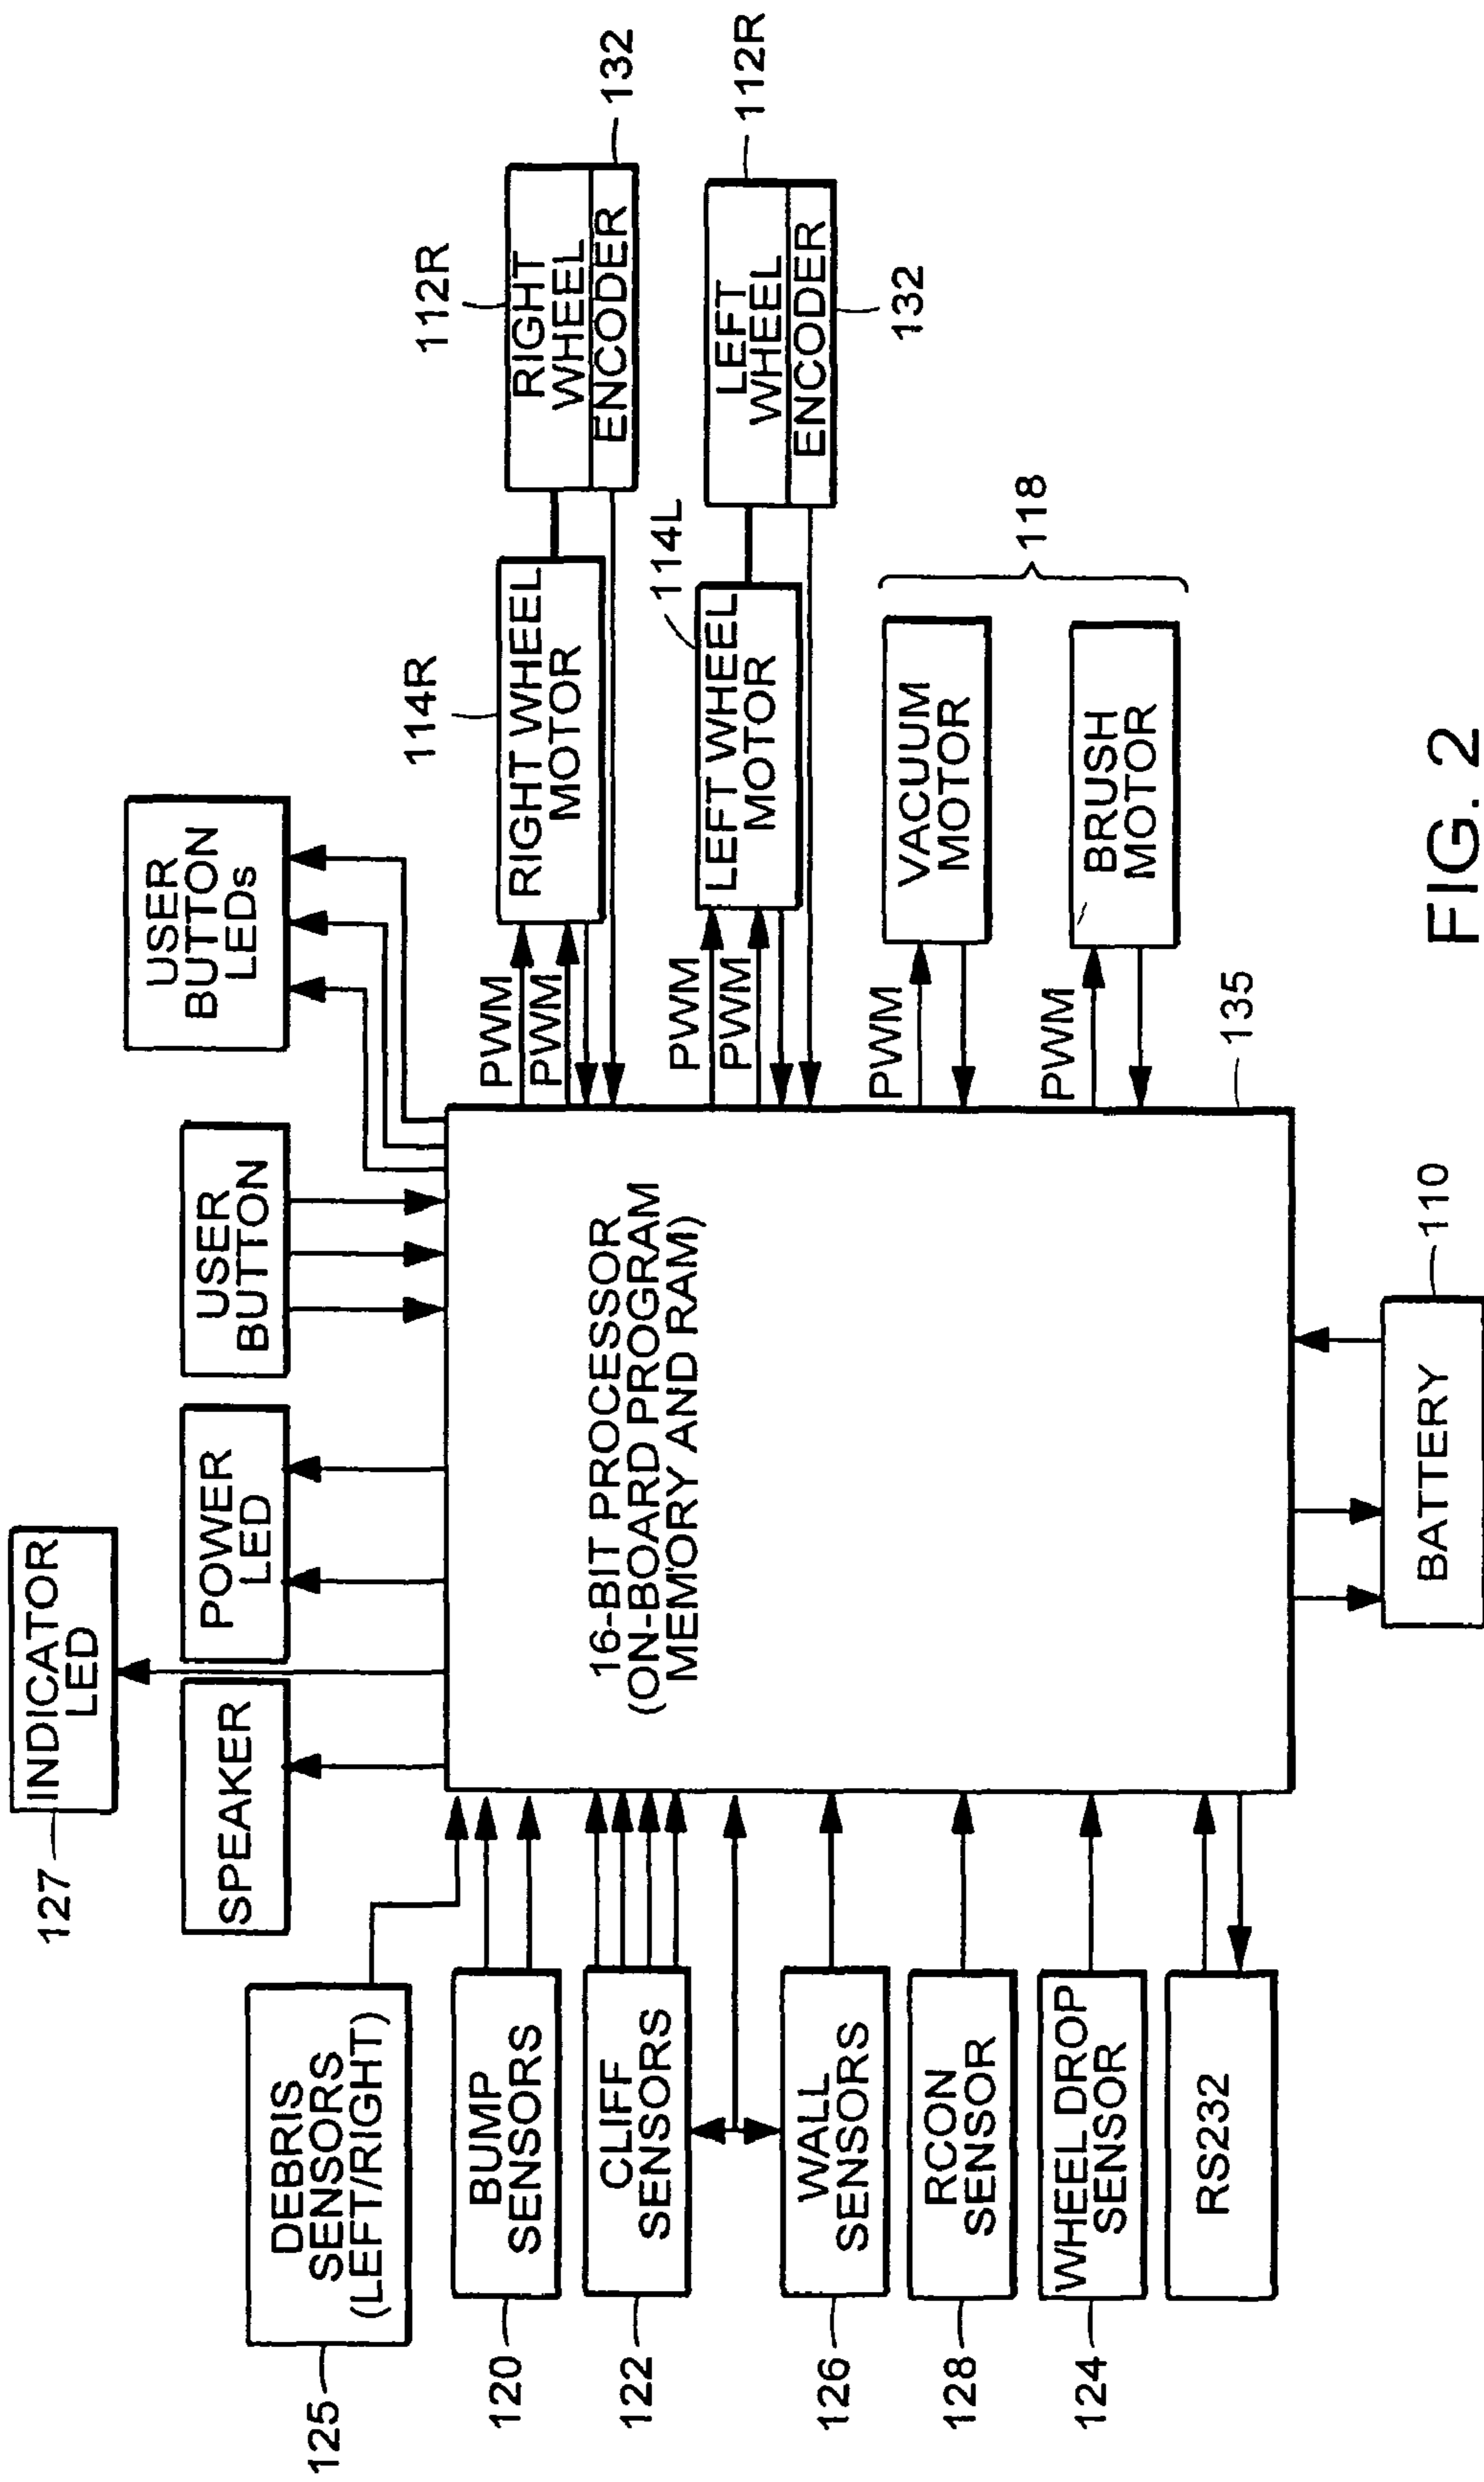 127
INDICATOR
LED
SPEAKER
POWER
LED
USER
BUTTON
USER
BUTTON
LEDs
125
DEBRIS
SENSORS
(LEFT/RIGHT)
120
BUMP
SENSORS
122
CLIFF
SENSORS
126
WALL
SENSORS
128
RCON
SENSOR
124
WHEEL DROP
SENSOR
RS232
16-BIT PROCESSOR
(ON-BOARD PROGRAM
MEMORY AND RAM)
135
BATTERY
110
PWM
PWM
114R
RIGHT WHEEL
MOTOR
112R
RIGHT
WHEEL
ENCODER
132
PWM
PWM
114L
LEFT WHEEL
MOTOR
112R
LEFT
WHEEL
ENCODER
132
PWM
VACUUM
MOTOR
118
PWM
BRUSH
MOTOR
FIG. 2